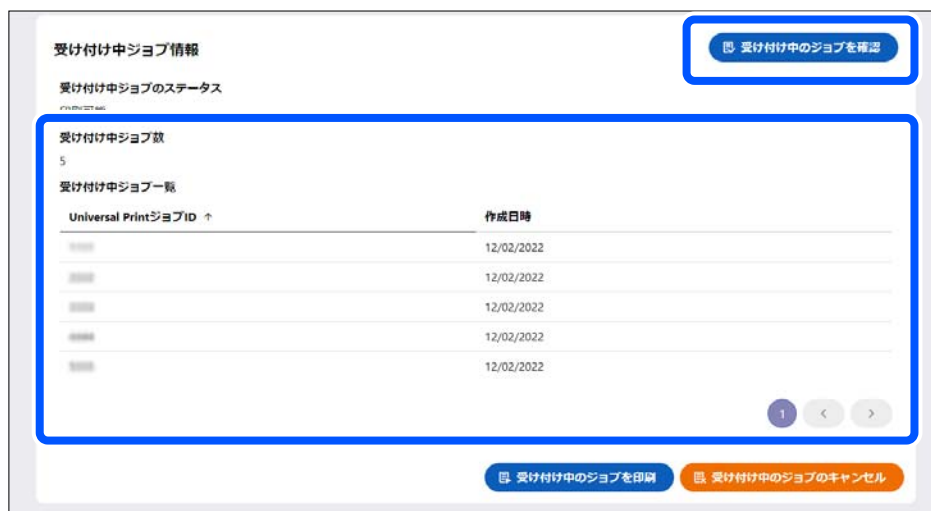 受け付け中ジョブ情報
受け付け中のジョブを確認
受け付け中ジョブのステータス
受け付け中ジョブ数
5
受け付け中ジョブ一覧
Universal PrintジョブID ↑ 作成日時
12/02/2022
12/02/2022
12/02/2022
12/02/2022
12/02/2022
1 < >
受け付け中のジョブを印刷 受け付け中のジョブのキャンセル